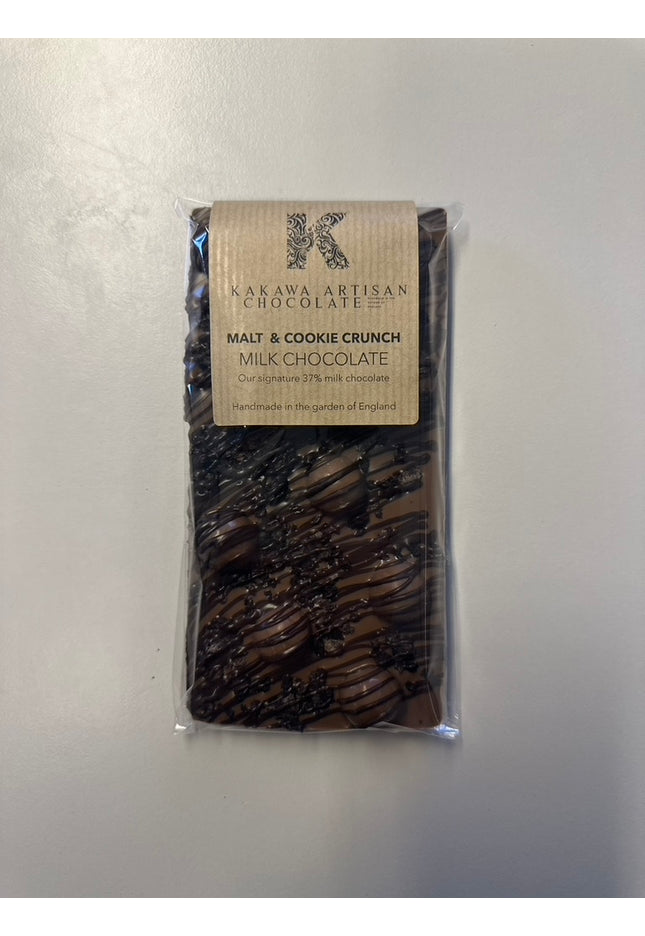 K
KAKAWA ARTISAN
CHOCOLATE
MALT & COOKIE CRUNCH
MILK CHOCOLATE
Our signature 37% milk chocolate
Handmade in the garden of England